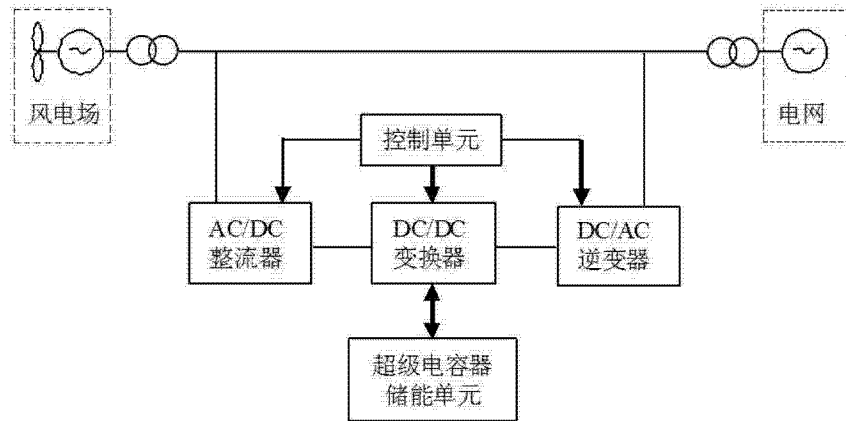 风电场
电网
控制单元
AC/DC
整流器
DC/DC
变换器
DC/AC
逆变器
超级电容器
储能单元